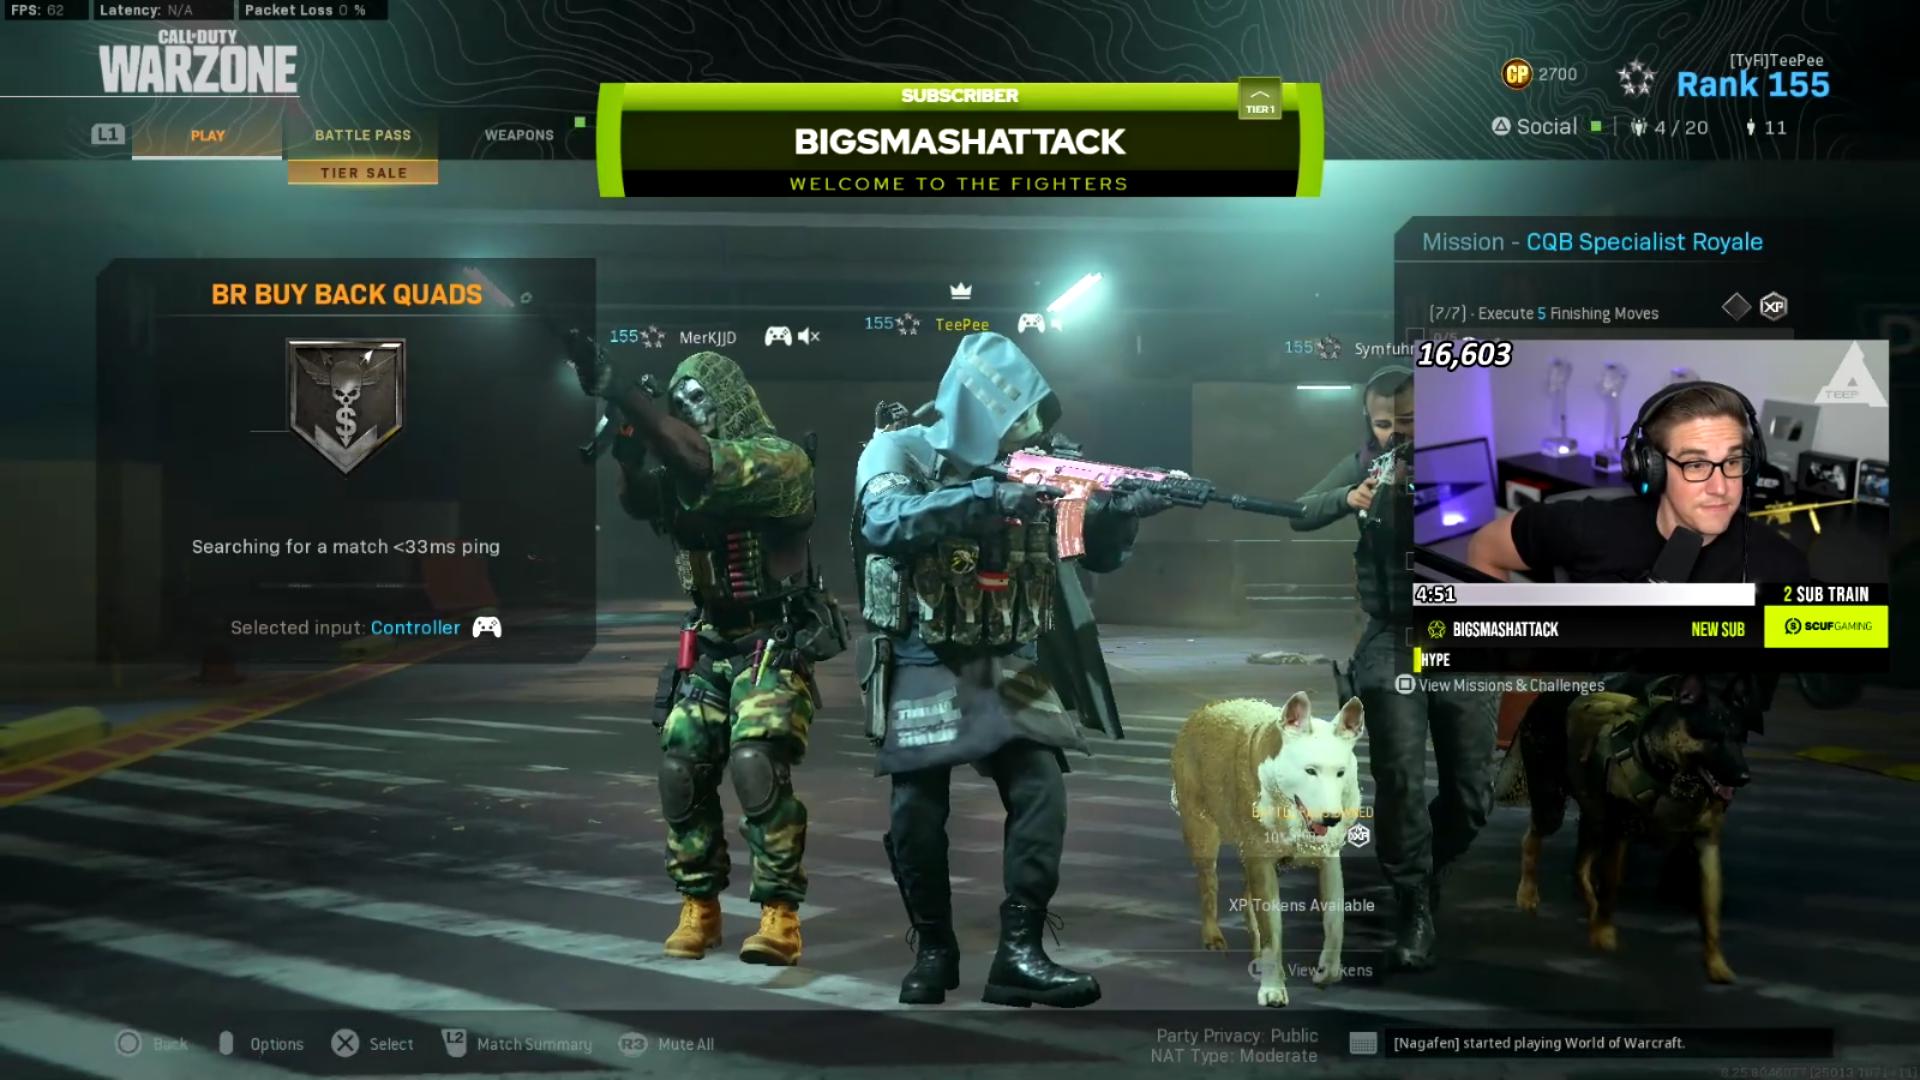 FPS: 62 Latency: N/A Packet Loss 0 %
CALL OF DUTY
WARZONE
L1 PLAY BATTLE PASS WEAPONS
TIER SALE
SUBSCRIBER
TIER 1
BIGSMASHATTACK
WELCOME TO THE FIGHTERS
CP 2700
[TyFi]TeePee
Rank 155
Social 4 / 20 11
BR BUY BACK QUADS
Searching for a match <33ms ping
Selected input: Controller
155 MerKJJD
155 TeePee
155 Symfuhn
Mission - CQB Specialist Royale
[7/7] - Execute 5 Finishing Moves
XP
16,603
TEEP
4:51
2 SUB TRAIN
BIGSMASHATTACK NEW SUB
SCUFGAMING
HYPE
View Missions & Challenges
XP Tokens Available
View Tokens
Back Options Select L2 Match Summary R3 Mute All
Party Privacy: Public
NAT Type: Moderate
[Nagafen] started playing World of Warcraft.